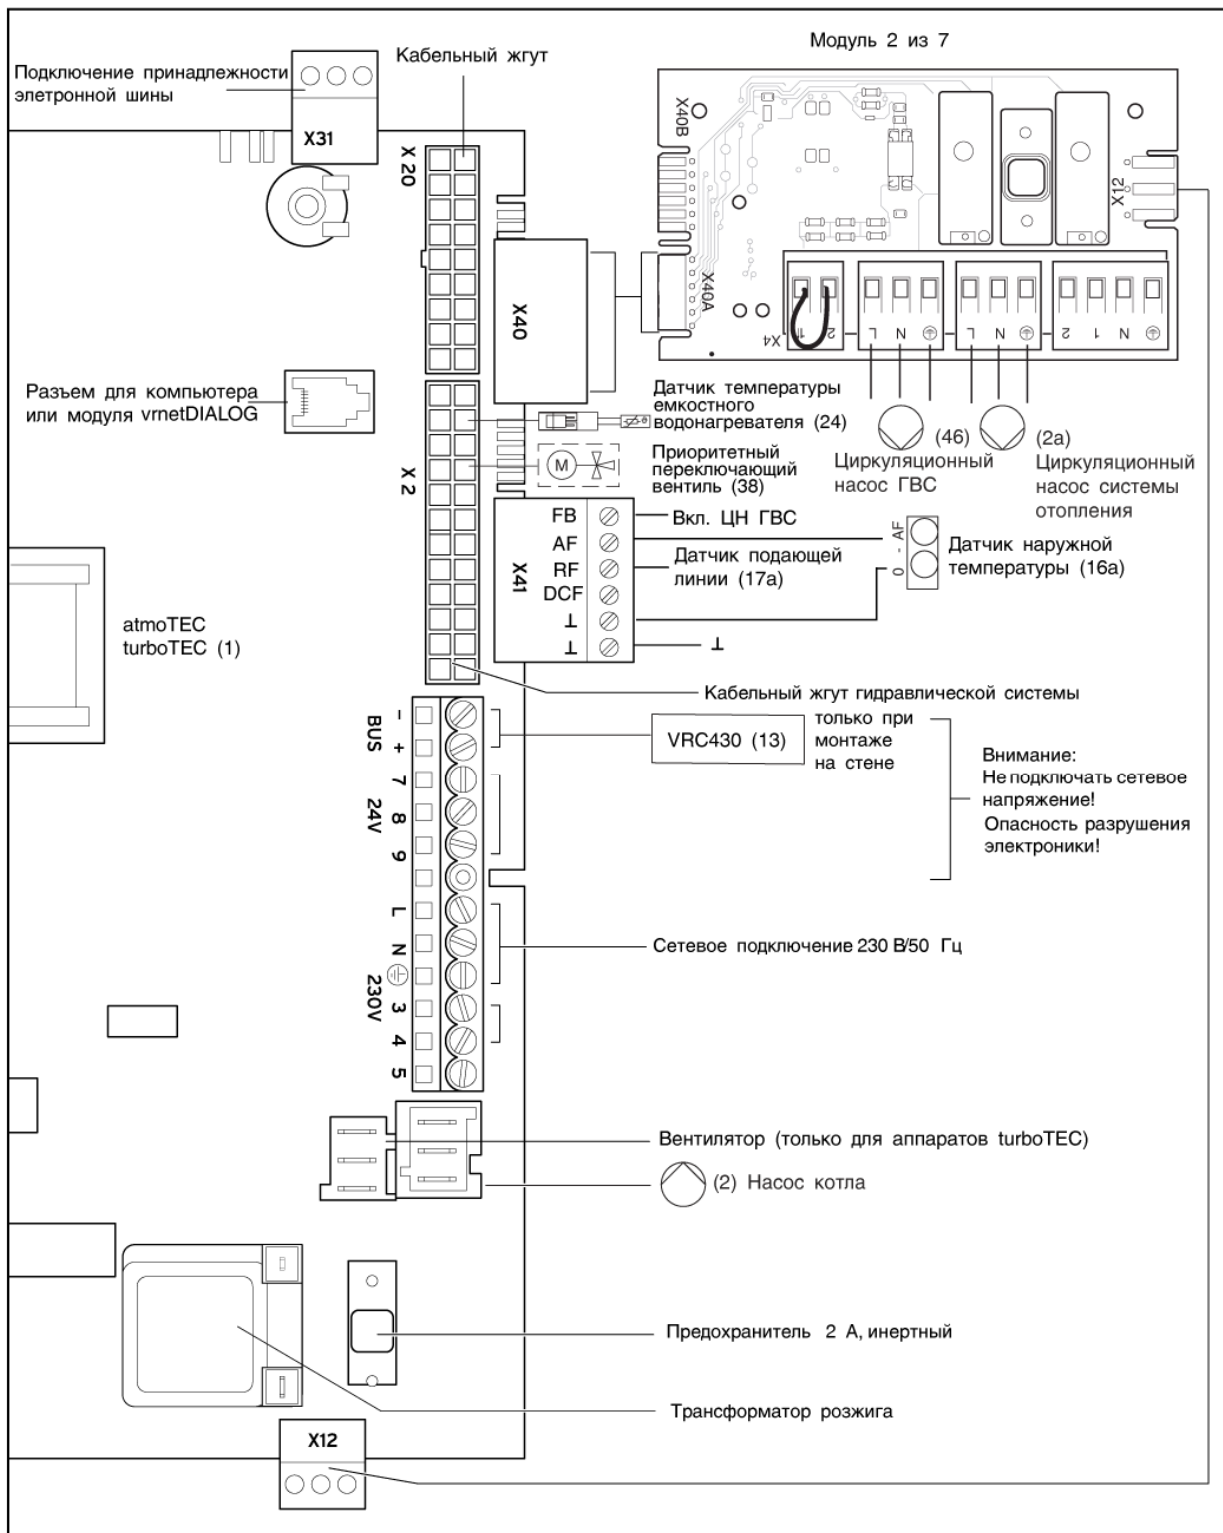 Модуль 2 из 7
Подключение принадлежности
элетронной шины
Кабельный жгут
X31
X 20
X40B
X12
X40A
X40
X4
1
2
L
N
L
N
2
1
N
Разъем для компьютера
или модуля vrnetDIALOG
Датчик температуры
емкостного
водонагревателя (24)
(46)
Циркуляционный
насос ГВС
(2a)
Циркуляционный
насос системы
отопления
M
Приоритетный
переключающий
вентиль (38)
X 2
X41
FB
AF
RF
DCF
⊥
⊥
Вкл. ЦН ГВС
Датчик подающей
линии (17a)
0 - AF
Датчик наружной
температуры (16a)
⊥
atmoTEC
turboTEC (1)
Кабельный жгут гидравлической системы
VRC430 (13)
только при
монтаже
на стене
Внимание:
Не подключать сетевое
напряжение!
Опасность разрушения
электроники!
BUS
−
+
24V
7
8
9
L
N
230V
3
4
5
Сетевое подключение 230 В/50 Гц
Вентилятор (только для аппаратов turboTEC)
(2) Насос котла
Предохранитель 2 А, инертный
Трансформатор розжига
X12